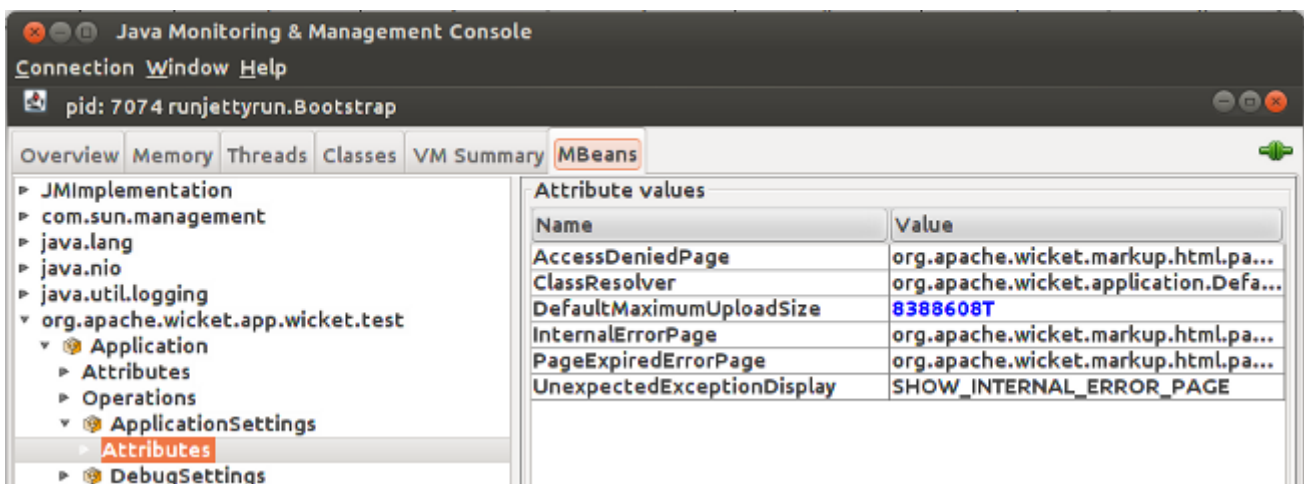 Java Monitoring & Management Console
Connection Window Help
pid: 7074 runjettyrun.Bootstrap
Overview Memory Threads Classes VM Summary MBeans
JMImplementation
com.sun.management
java.lang
java.nio
java.util.logging
org.apache.wicket.app.wicket.test
Application
Attributes
Operations
ApplicationSettings
Attributes
DebugSettings
Attribute values
Name Value
AccessDeniedPage org.apache.wicket.markup.html.pa...
ClassResolver org.apache.wicket.application.Defa...
DefaultMaximumUploadSize 8388608T
InternalErrorPage org.apache.wicket.markup.html.pa...
PageExpiredErrorPage org.apache.wicket.markup.html.pa...
UnexpectedExceptionDisplay SHOW_INTERNAL_ERROR_PAGE